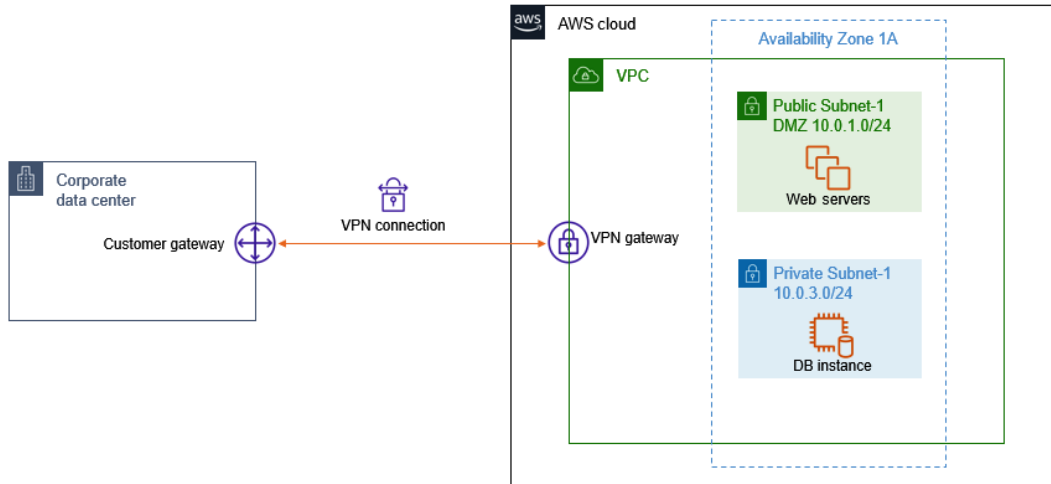 aws
AWS cloud
Availability Zone 1A
VPC
Public Subnet-1
DMZ 10.0.1.0/24
Web servers
Corporate
data center
Customer gateway
VPN connection
VPN gateway
Private Subnet-1
10.0.3.0/24
DB instance